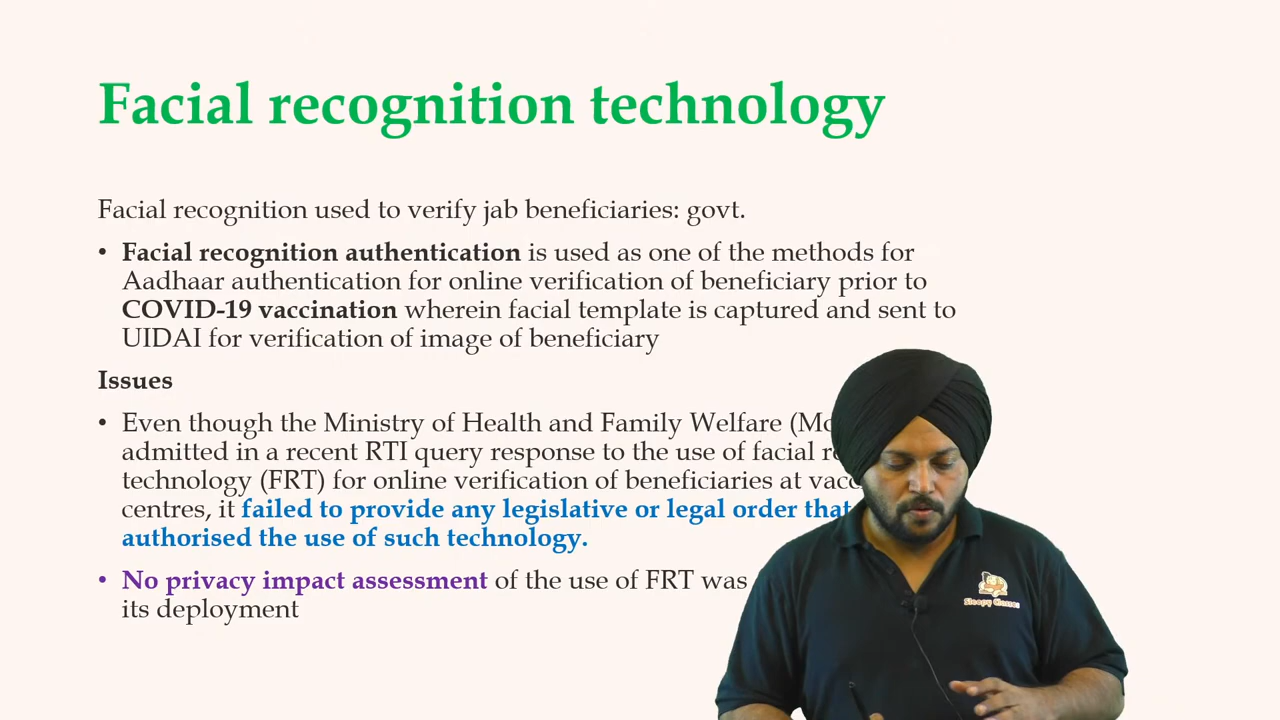 Facial recognition technology
Facial recognition used to verify jab beneficiaries: govt.
• Facial recognition authentication is used as one of the methods for
Aadhaar authentication for online verification of beneficiary prior to
COVID-19 vaccination wherein facial template is captured and sent to
UIDAI for verification of image of beneficiary
Issues
• Even though the Ministry of Health and Family Welfare
admitted in a recent RTI query response to the use of facial
technology (FRT) for online verification of beneficiaries at
centres, it failed to provide any legislative or legal order that
authorised the use of such technology.
• No privacy impact assessment of the use of FRT was
its deployment
Sleepy Classes